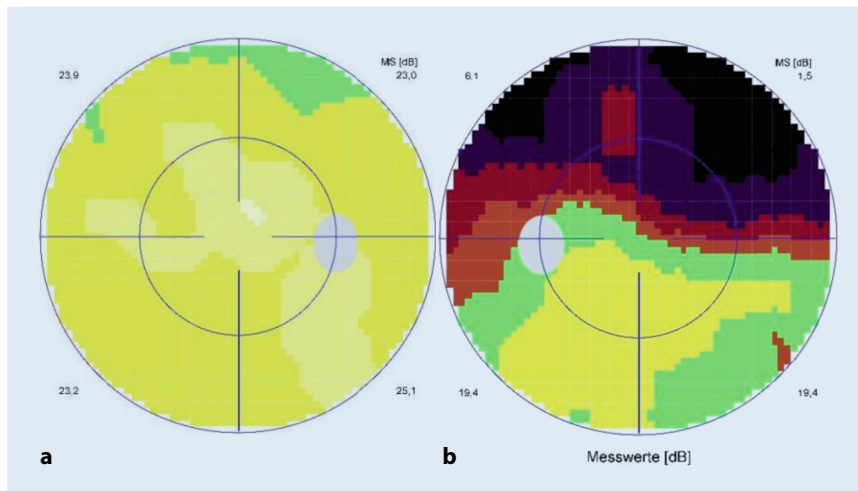 MS [dB]
23,9
23,0
23,2
25,1
a
MS [dB]
6.1
1,5
19,4
19,4
b
Messwerte [dB]